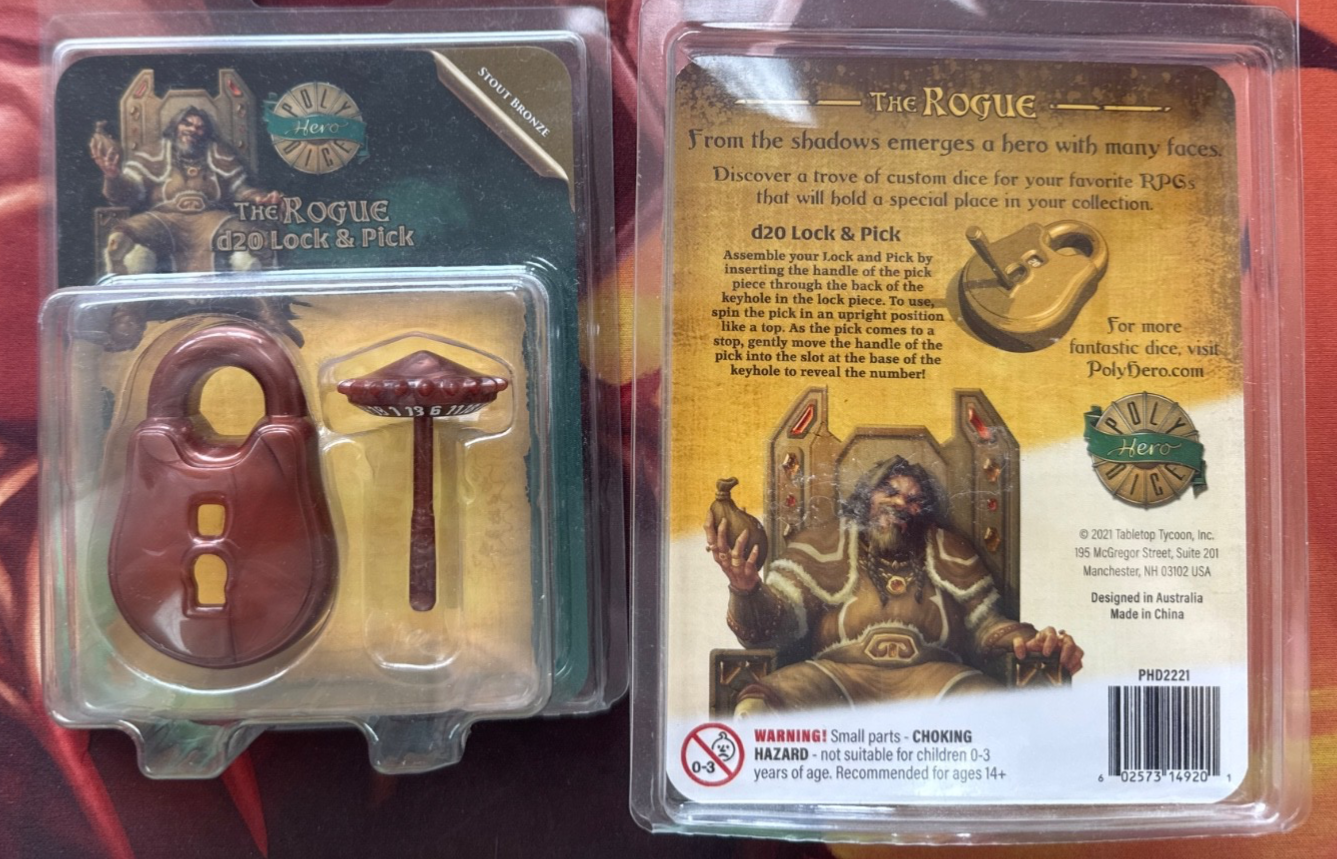 STOUT BRONZE
POLY
Hero
DICE
THE ROGUE
d20 Lock & Pick
1 13 6 11
THE ROGUE
From the shadows emerges a hero with many faces.
Discover a trove of custom dice for your favorite RPGs
that will hold a special place in your collection.
d20 Lock & Pick
Assemble your Lock and Pick by
inserting the handle of the pick
piece through the back of the
keyhole in the lock piece. To use,
spin the pick in an upright position
like a top. As the pick comes to a
stop, gently move the handle of the
pick into the slot at the base of the
keyhole to reveal the number!
For more
fantastic dice, visit
PolyHero.com
POLY
Hero
DICE
© 2021 Tabletop Tycoon, Inc.
195 McGregor Street, Suite 201
Manchester, NH 03102 USA
Designed in Australia
Made in China
PHD2221
0-3
WARNING! Small parts - CHOKING
HAZARD - not suitable for children 0-3
years of age. Recommended for ages 14+
6 02573 14920 1